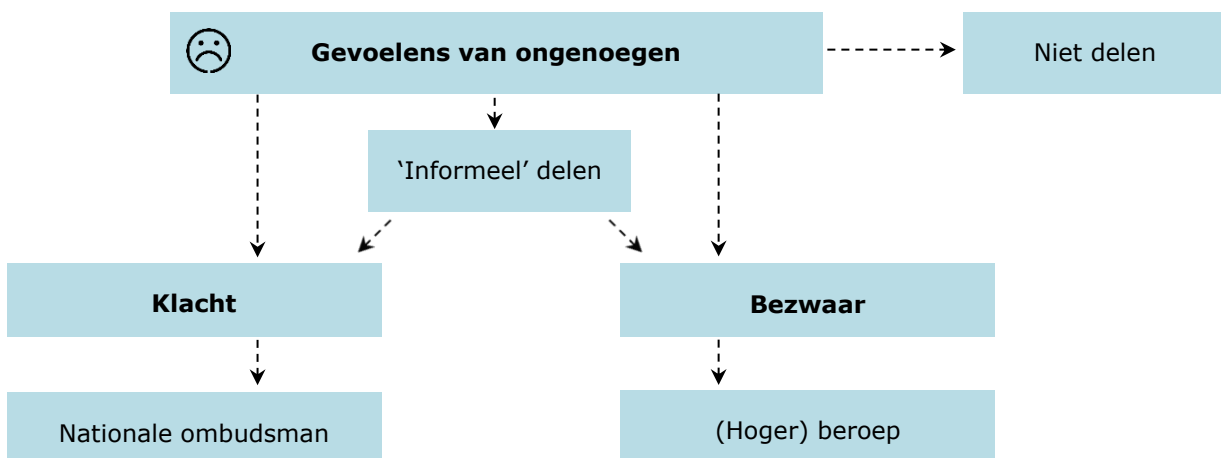 Gevoelens van ongenoegen
Niet delen
‘Informeel’ delen
Klacht
Bezwaar
Nationale ombudsman
(Hoger) beroep